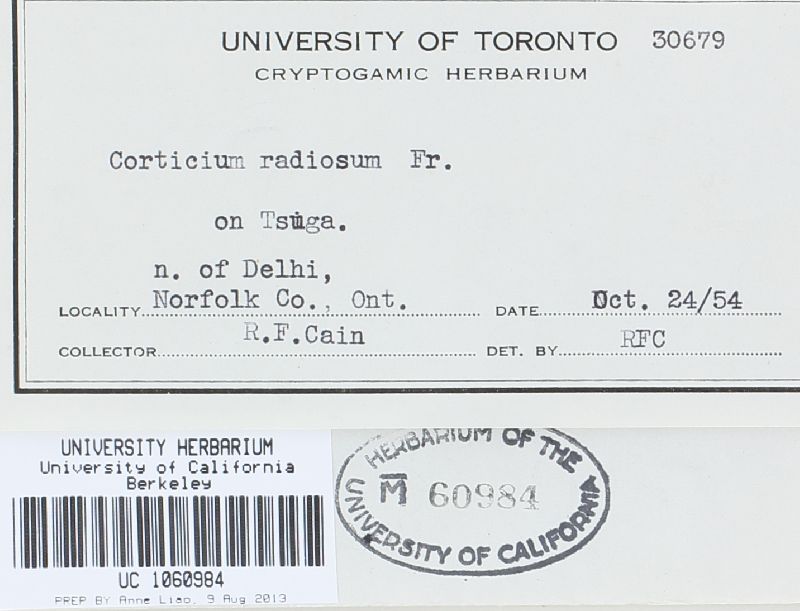 UNIVERSITY OF TORONTO 30679
CRYPTOGAMIC HERBARIUM
Corticium radiosum Fr.
on Tsuga.
n. of Delhi,
LOCALITY Norfolk Co., Ont. DATE Oct. 24/54
COLLECTOR R.F.Cain DET. BY RFC
UNIVERSITY HERBARIUM
University of California
Berkeley
UC 1060984
PREP BY Anne Liao, 9 Aug 2013
HERBARIUM OF THE
M 60984
UNIVERSITY OF CALIFORNIA